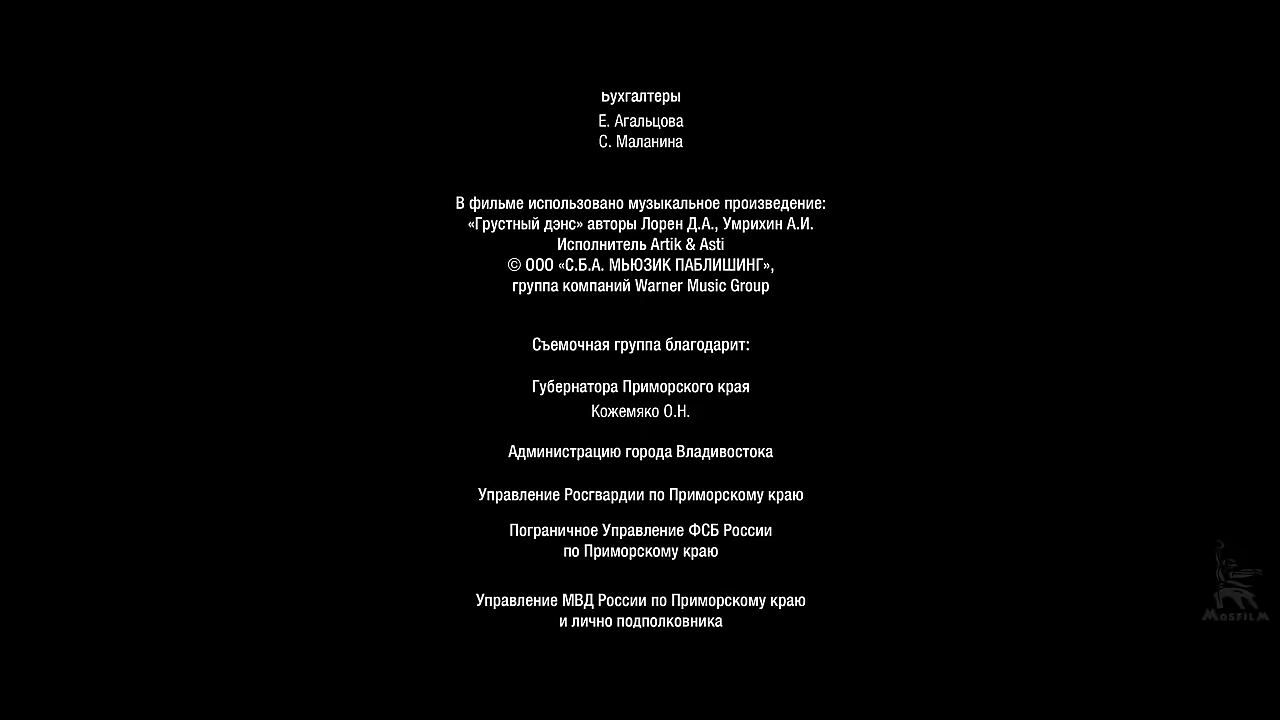 Бухгалтеры
Е. Агальцова
С. Маланина
В фильме использовано музыкальное произведение:
«Грустный дэнс» авторы Лорен Д.А., Умрихин А.И.
Исполнитель Artik & Asti
© ООО «С.Б.А. МЬЮЗИК ПАБЛИШИНГ»,
группа компаний Warner Music Group
Съемочная группа благодарит:
Губернатора Приморского края
Кожемяко О.Н.
Администрацию города Владивостока
Управление Росгвардии по Приморскому краю
Пограничное Управление ФСБ России
по Приморскому краю
Управление МВД России по Приморскому краю
и лично подполковника
MOSFILM